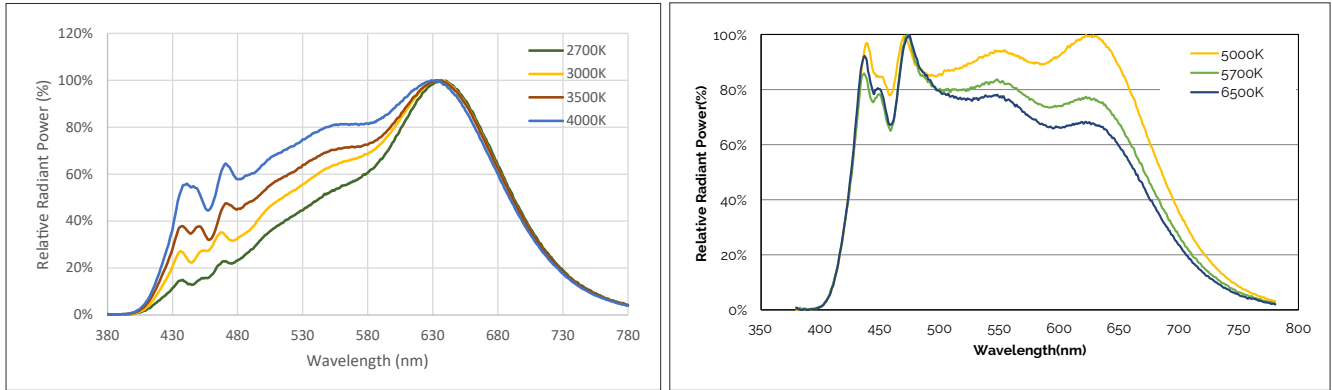 120%
100%
80%
60%
40%
20%
0%
Relative Radiant Power (%)
2700K
3000K
3500K
4000K
380 430 480 530 580 630 680 730 780
Wavelength (nm)
100%
80%
60%
40%
20%
0%
Relative Radiant Power(%)
5000K
5700K
6500K
350 400 450 500 550 600 650 700 750 800
Wavelength(nm)